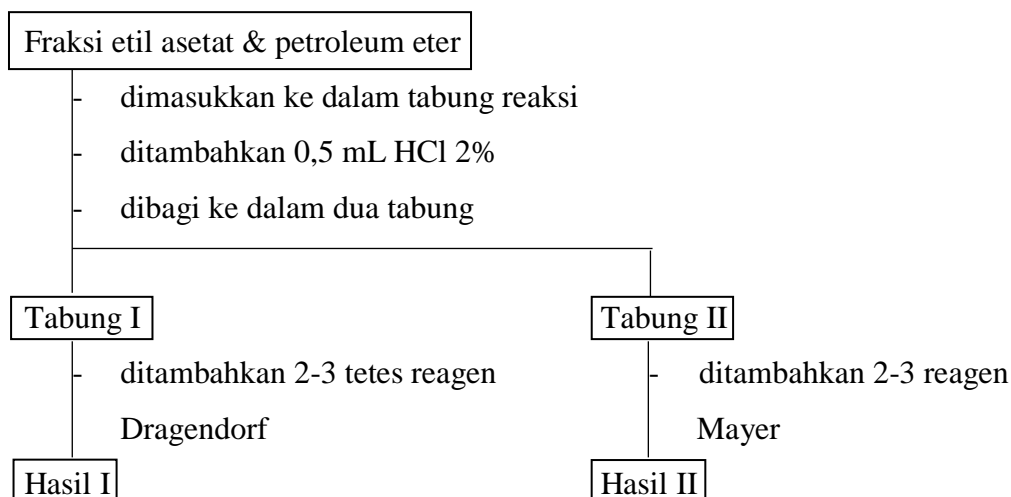 Fraksi etil asetat & petroleum eter
- dimasukkan ke dalam tabung reaksi
- ditambahkan 0,5 mL HCl 2%
- dibagi ke dalam dua tabung
Tabung I
Tabung II
- ditambahkan 2-3 tetes reagen
Dragendorf
- ditambahkan 2-3 reagen
Mayer
Hasil I
Hasil II